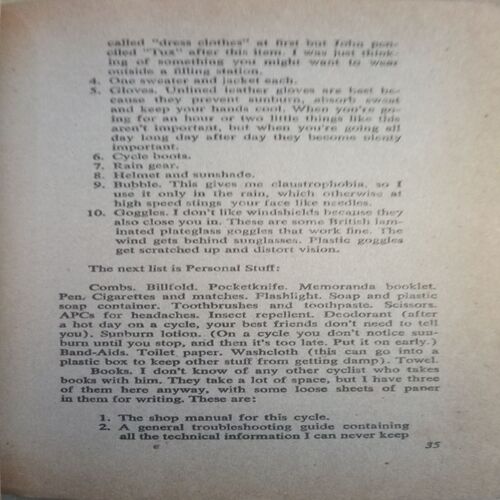 called "dress clothes" at first but John pen-
ciled "Tux" after this item. I was just think-
ing of something you might want to wear
outside a filling station.
4. One sweater and jacket each.
5. Gloves. Unlined leather gloves are best be-
cause they prevent sunburn, absorb sweat
and keep your hands cool. When you're go-
ing for an hour or two little things like this
aren't important, but when you're going all
day long day after day they become plenty
important.
6. Cycle boots.
7. Rain gear.
8. Helmet and sunshade.
9. Bubble. This gives me claustrophobia, so I
use it only in the rain, which otherwise at
high speed stings your face like needles.
10. Goggles. I don't like windshields because they
also close you in. These are some British lam-
inated plateglass goggles that work fine. The
wind gets behind sunglasses. Plastic goggles
get scratched up and distort vision.
The next list is Personal Stuff:
Combs. Billfold. Pocketknife. Memoranda booklet.
Pen. Cigarettes and matches. Flashlight. Soap and plastic
soap container. Toothbrushes and toothpaste. Scissors.
APCs for headaches. Insect repellent. Deodorant (after
a hot day on a cycle, your best friends don't need to tell
you). Sunburn lotion. (On a cycle you don't notice sun-
burn until you stop, and then it's too late. Put it on early.)
Band-Aids. Toilet paper. Washcloth (this can go into a
plastic box to keep other stuff from getting damp). Towel.
Books. I don't know of any other cyclist who takes
books with him. They take a lot of space, but I have three
of them here anyway, with some loose sheets of paper
in them for writing. These are:
1. The shop manual for this cycle.
2. A general troubleshooting guide containing
all the technical information I can never keep
35